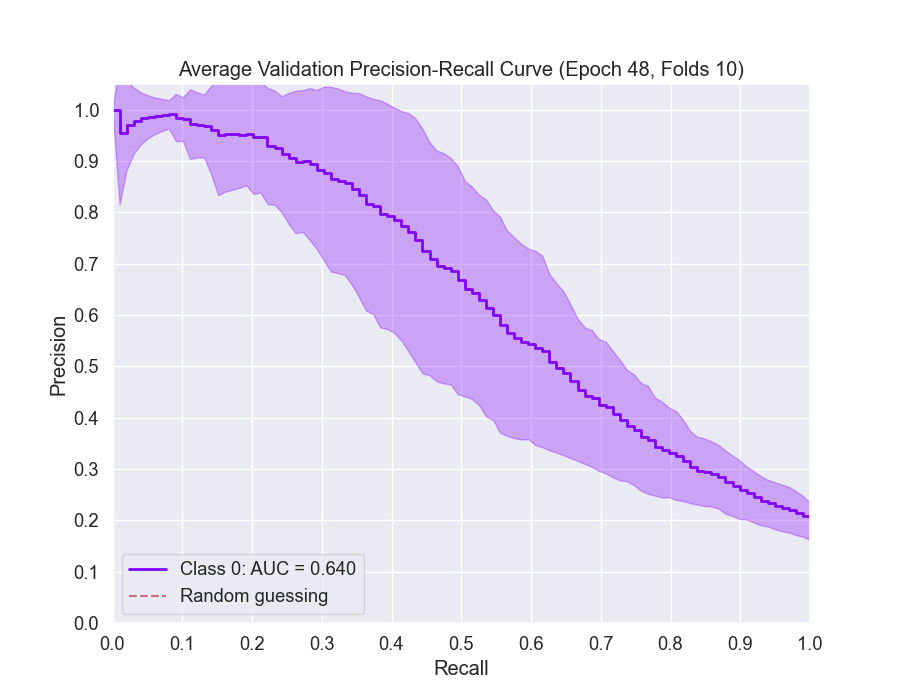 Average Validation Precision-Recall Curve (Epoch 48, Folds 10)
1.0
0.9
0.8
0.7
0.6
0.5
0.4
0.3
0.2
0.1
0.0
Precision
Class 0: AUC = 0.640
Random guessing
0.0 0.1 0.2 0.3 0.4 0.5 0.6 0.7 0.8 0.9 1.0
Recall